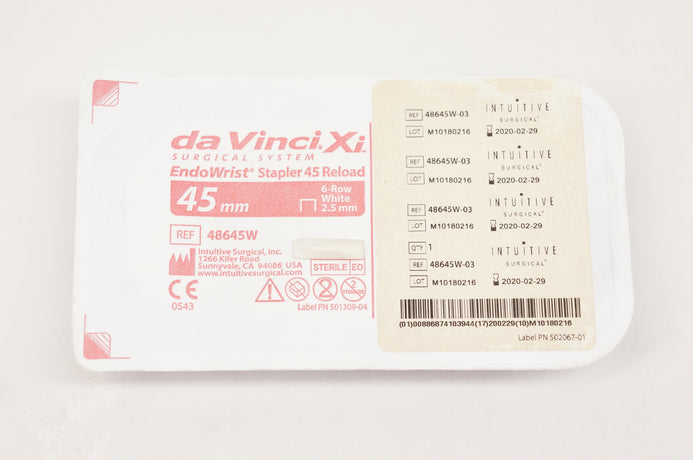 da Vinci Xi
SURGICAL SYSTEM
EndoWrist® Stapler 45 Reload
45 mm
6-Row
White
2.5 mm
REF 48645W
Intuitive Surgical, Inc.
1266 Kifer Road
Sunnyvale, CA 94086 USA
www.intuitivesurgical.com
STERILE EO
CE
0543
2
2
STERILIZE
Label PN 501309-04
REF 48645W-03 INTUITIVE
SURGICAL®
LOT M10180216 2020-02-29
REF 48645W-03 INTUITIVE
SURGICAL®
LOT M10180216 2020-02-29
REF 48645W-03 INTUITIVE
SURGICAL®
LOT M10180216 2020-02-29
QTY 1 INTUITIVE
REF 48645W-03 SURGICAL®
LOT M10180216 2020-02-29
(01)00886874103944(17)200229(10)M10180216
Label PN 502067-01